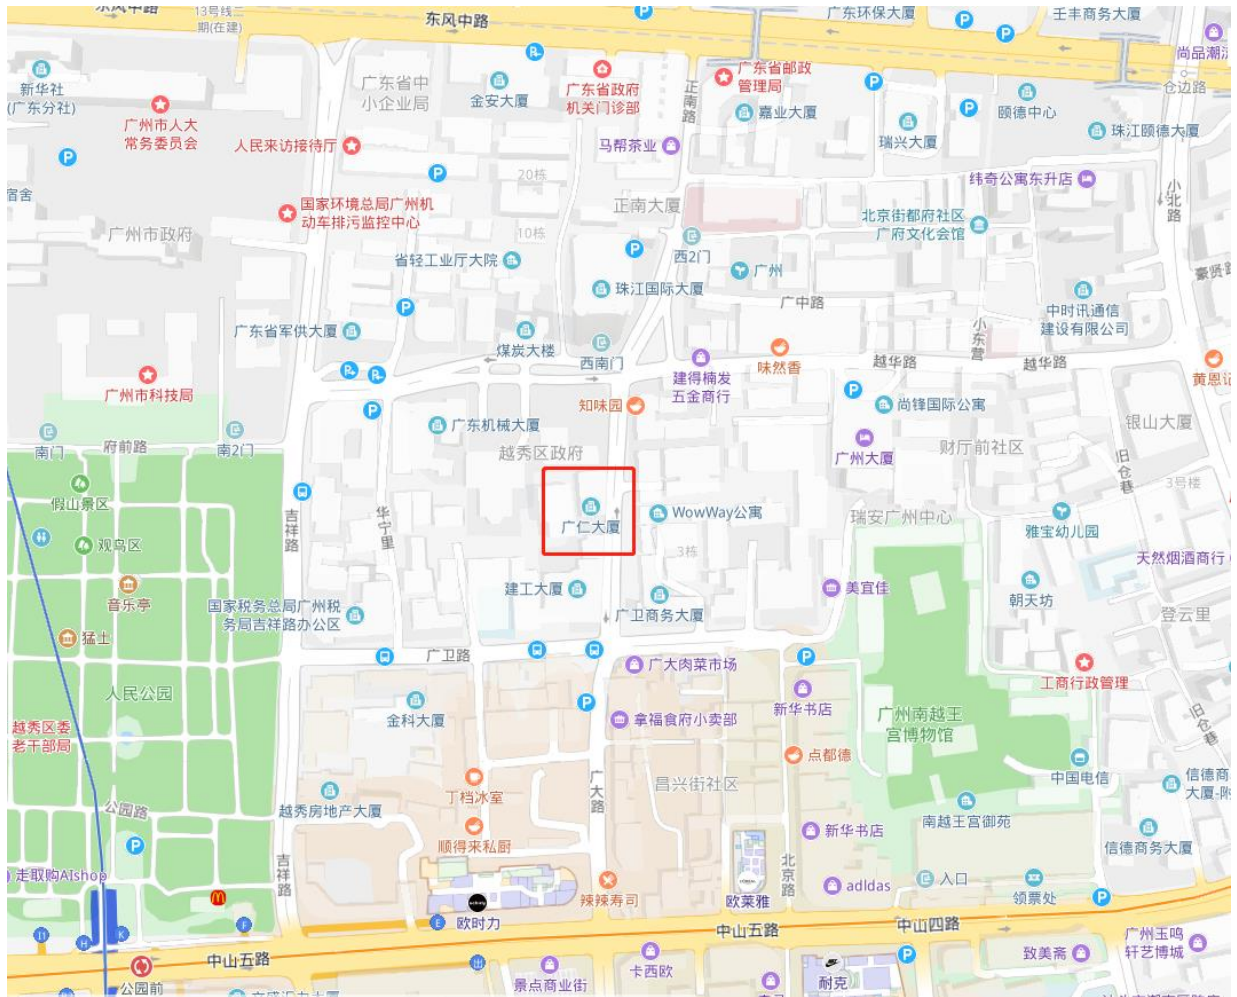 13号线二
期(在建)
东风中路
东风中路
广东环保大厦
壬丰商务大厦
尚品潮流
新华社
(广东分社)
广州市人大
常务委员会
广东省中
小企业局
金安大厦
广东省政府
机关门诊部
正南路
广东省邮政
管理局
嘉业大厦
瑞兴大厦
颐德中心
珠江颐德大厦
仓边路
人民来访接待厅
马帮茶业
20栋
纬奇公寓东升店
小北路
宿舍
国家环境总局广州机
动车排污监控中心
正南大厦
北京街都府社区
广府文化会馆
广州市政府
10栋
西2门
省轻工业厅大院
广州
豪贤路
珠江国际大厦
广中路
中时讯通信
建设有限公司
广东省军供大厦
煤炭大楼
西南门
小东营
越华路
越华路
味然香
建得楠发
五金商行
黄恩记
广州市科技局
知味园
尚锋国际公寓
广东机械大厦
银山大厦
南门
府前路
南2门
越秀区政府
广州大厦
财厅前社区
旧仓巷
3号楼
假山景区
吉祥路
华宁里
广仁大厦
WowWay公寓
瑞安广州中心
雅宝幼儿园
观鸟区
3栋
天然烟酒商行
音乐亭
建工大厦
美宜佳
朝天坊
国家税务总局广州税
务局吉祥路办公区
广卫商务大厦
登云里
猛士
广卫路
广大肉菜市场
工商行政管理
人民公园
金科大厦
新华书店
广州南越王
宫博物馆
旧仓巷
越秀区委
老干部局
拿福食府小卖部
点都德
中国电信
信德商
大厦-附
广大路
昌兴街社区
丁档冰室
公园路
越秀房地产大厦
南越王宫御苑
新华书店
顺得来私厨
信德商务大厦
吉祥路
走取购AIshop
北京路
adldas
入口
辣辣寿司
欧莱雅
领票处
欧时力
中山五路
中山四路
广州玉鸣
轩艺博城
中山五路
卡西欧
致美斋
公园前
景点商业街
耐克